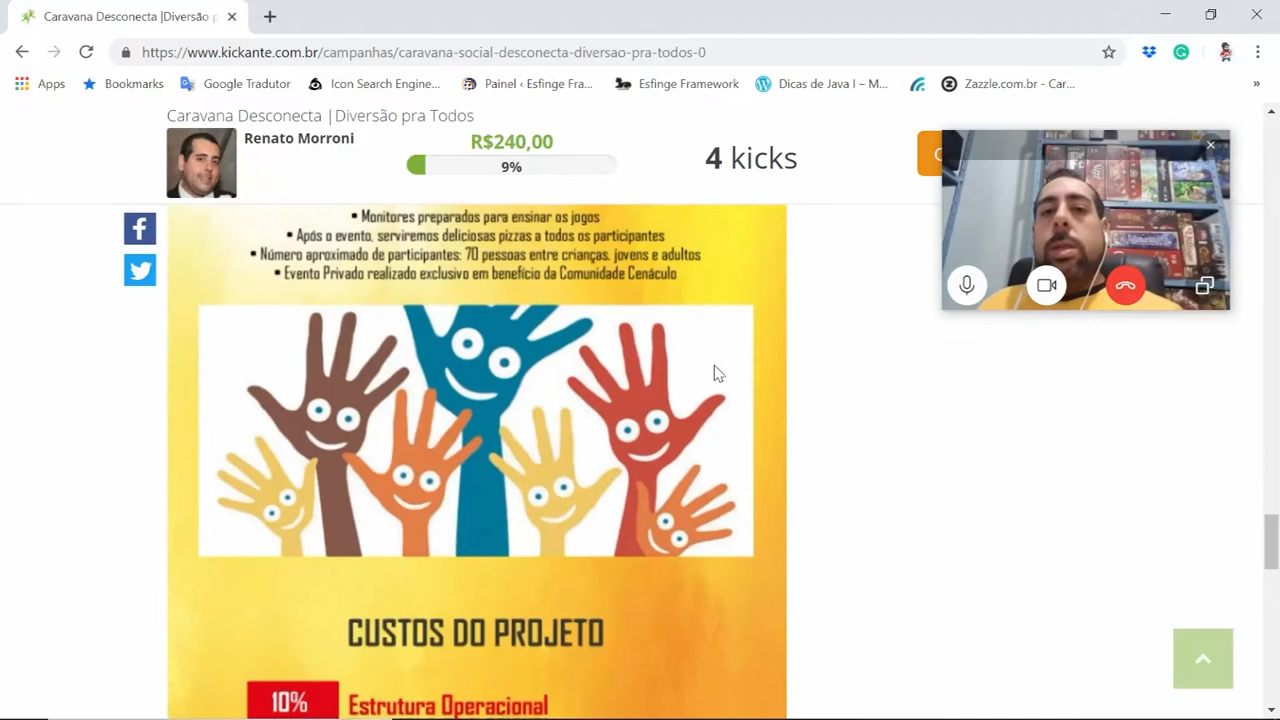 Caravana Desconecta |Diversão p
https://www.kickante.com.br/campanhas/caravana-social-desconecta-diversao-pra-todos-0
Apps
Bookmarks
Google Tradutor
Icon Search Engine...
Painel ‹ Esfinge Fra...
Esfinge Framework
Dicas de Java I – M...
Zazzle.com.br - Car...
»
Caravana Desconecta |Diversão pra Todos
Renato Morroni
R$240,00
9%
4 kicks
• Monitores preparados para ensinar os jogos
• Após o evento, serviremos deliciosas pizzas a todos os participantes
• Número aproximado de participantes: 70 pessoas entre crianças, jovens e adultos
• Evento Privado realizado exclusivo em benefício da Comunidade Cenáculo
CUSTOS DO PROJETO
10% Estrutura Operacional